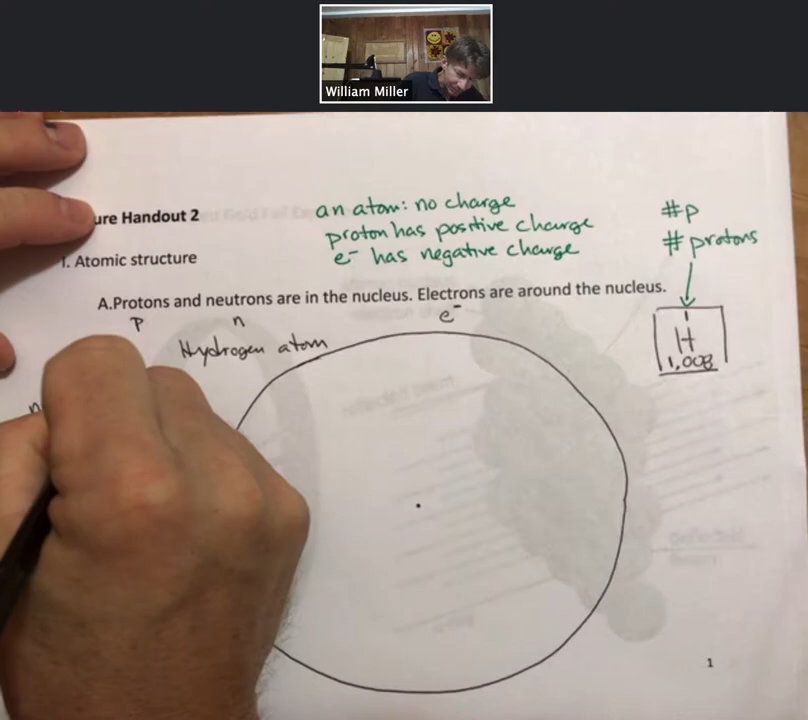 William Miller
ure Handout 2
an atom: no charge
proton has positive charge
e⁻ has negative charge
#p
# protons
I. Atomic structure
A.Protons and neutrons are in the nucleus. Electrons are around the nucleus.
p n e⁻
Hydrogen atom
1
H
1,008
n
1